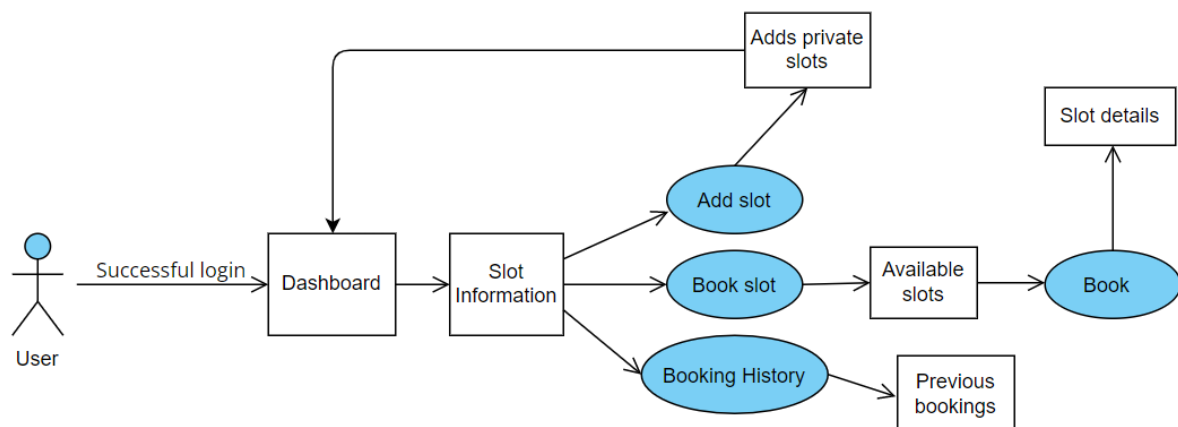 Adds private
slots
Slot details
Add slot
Successful login
Dashboard
Slot
Information
Book slot
Available
slots
Book
User
Booking History
Previous
bookings